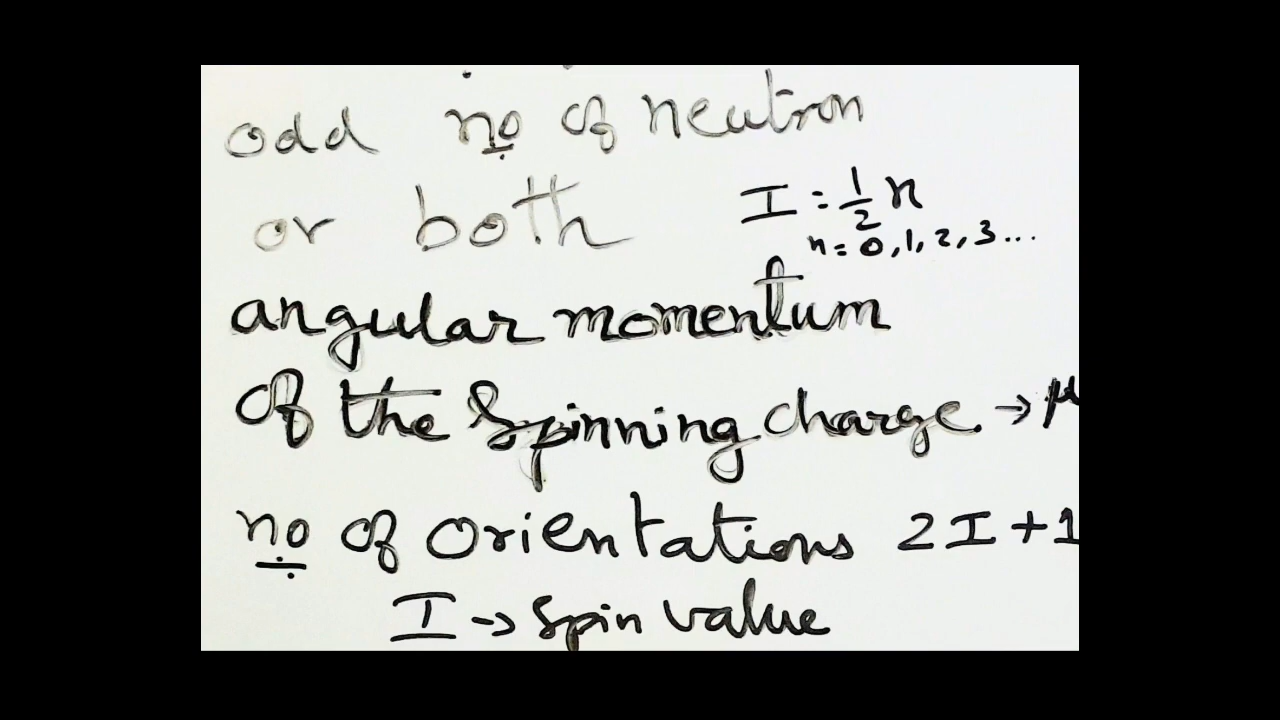 odd no of neutron
or both
I = 1/2 n
n = 0, 1, 2, 3...
angular momentum
of the spinning charge. → μ
no of orientations 2I + 1
I → spin value